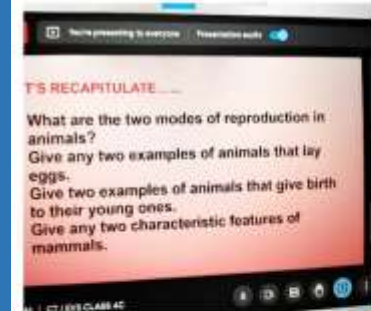 You're presenting to everyone Presentation audio
T'S RECAPITULATE.....
What are the two modes of reproduction in
animals?
Give any two examples of animals that lay
eggs.
Give two examples of animals that give birth
to their young ones.
Give any two characteristic features of
mammals.
CLASS 4C